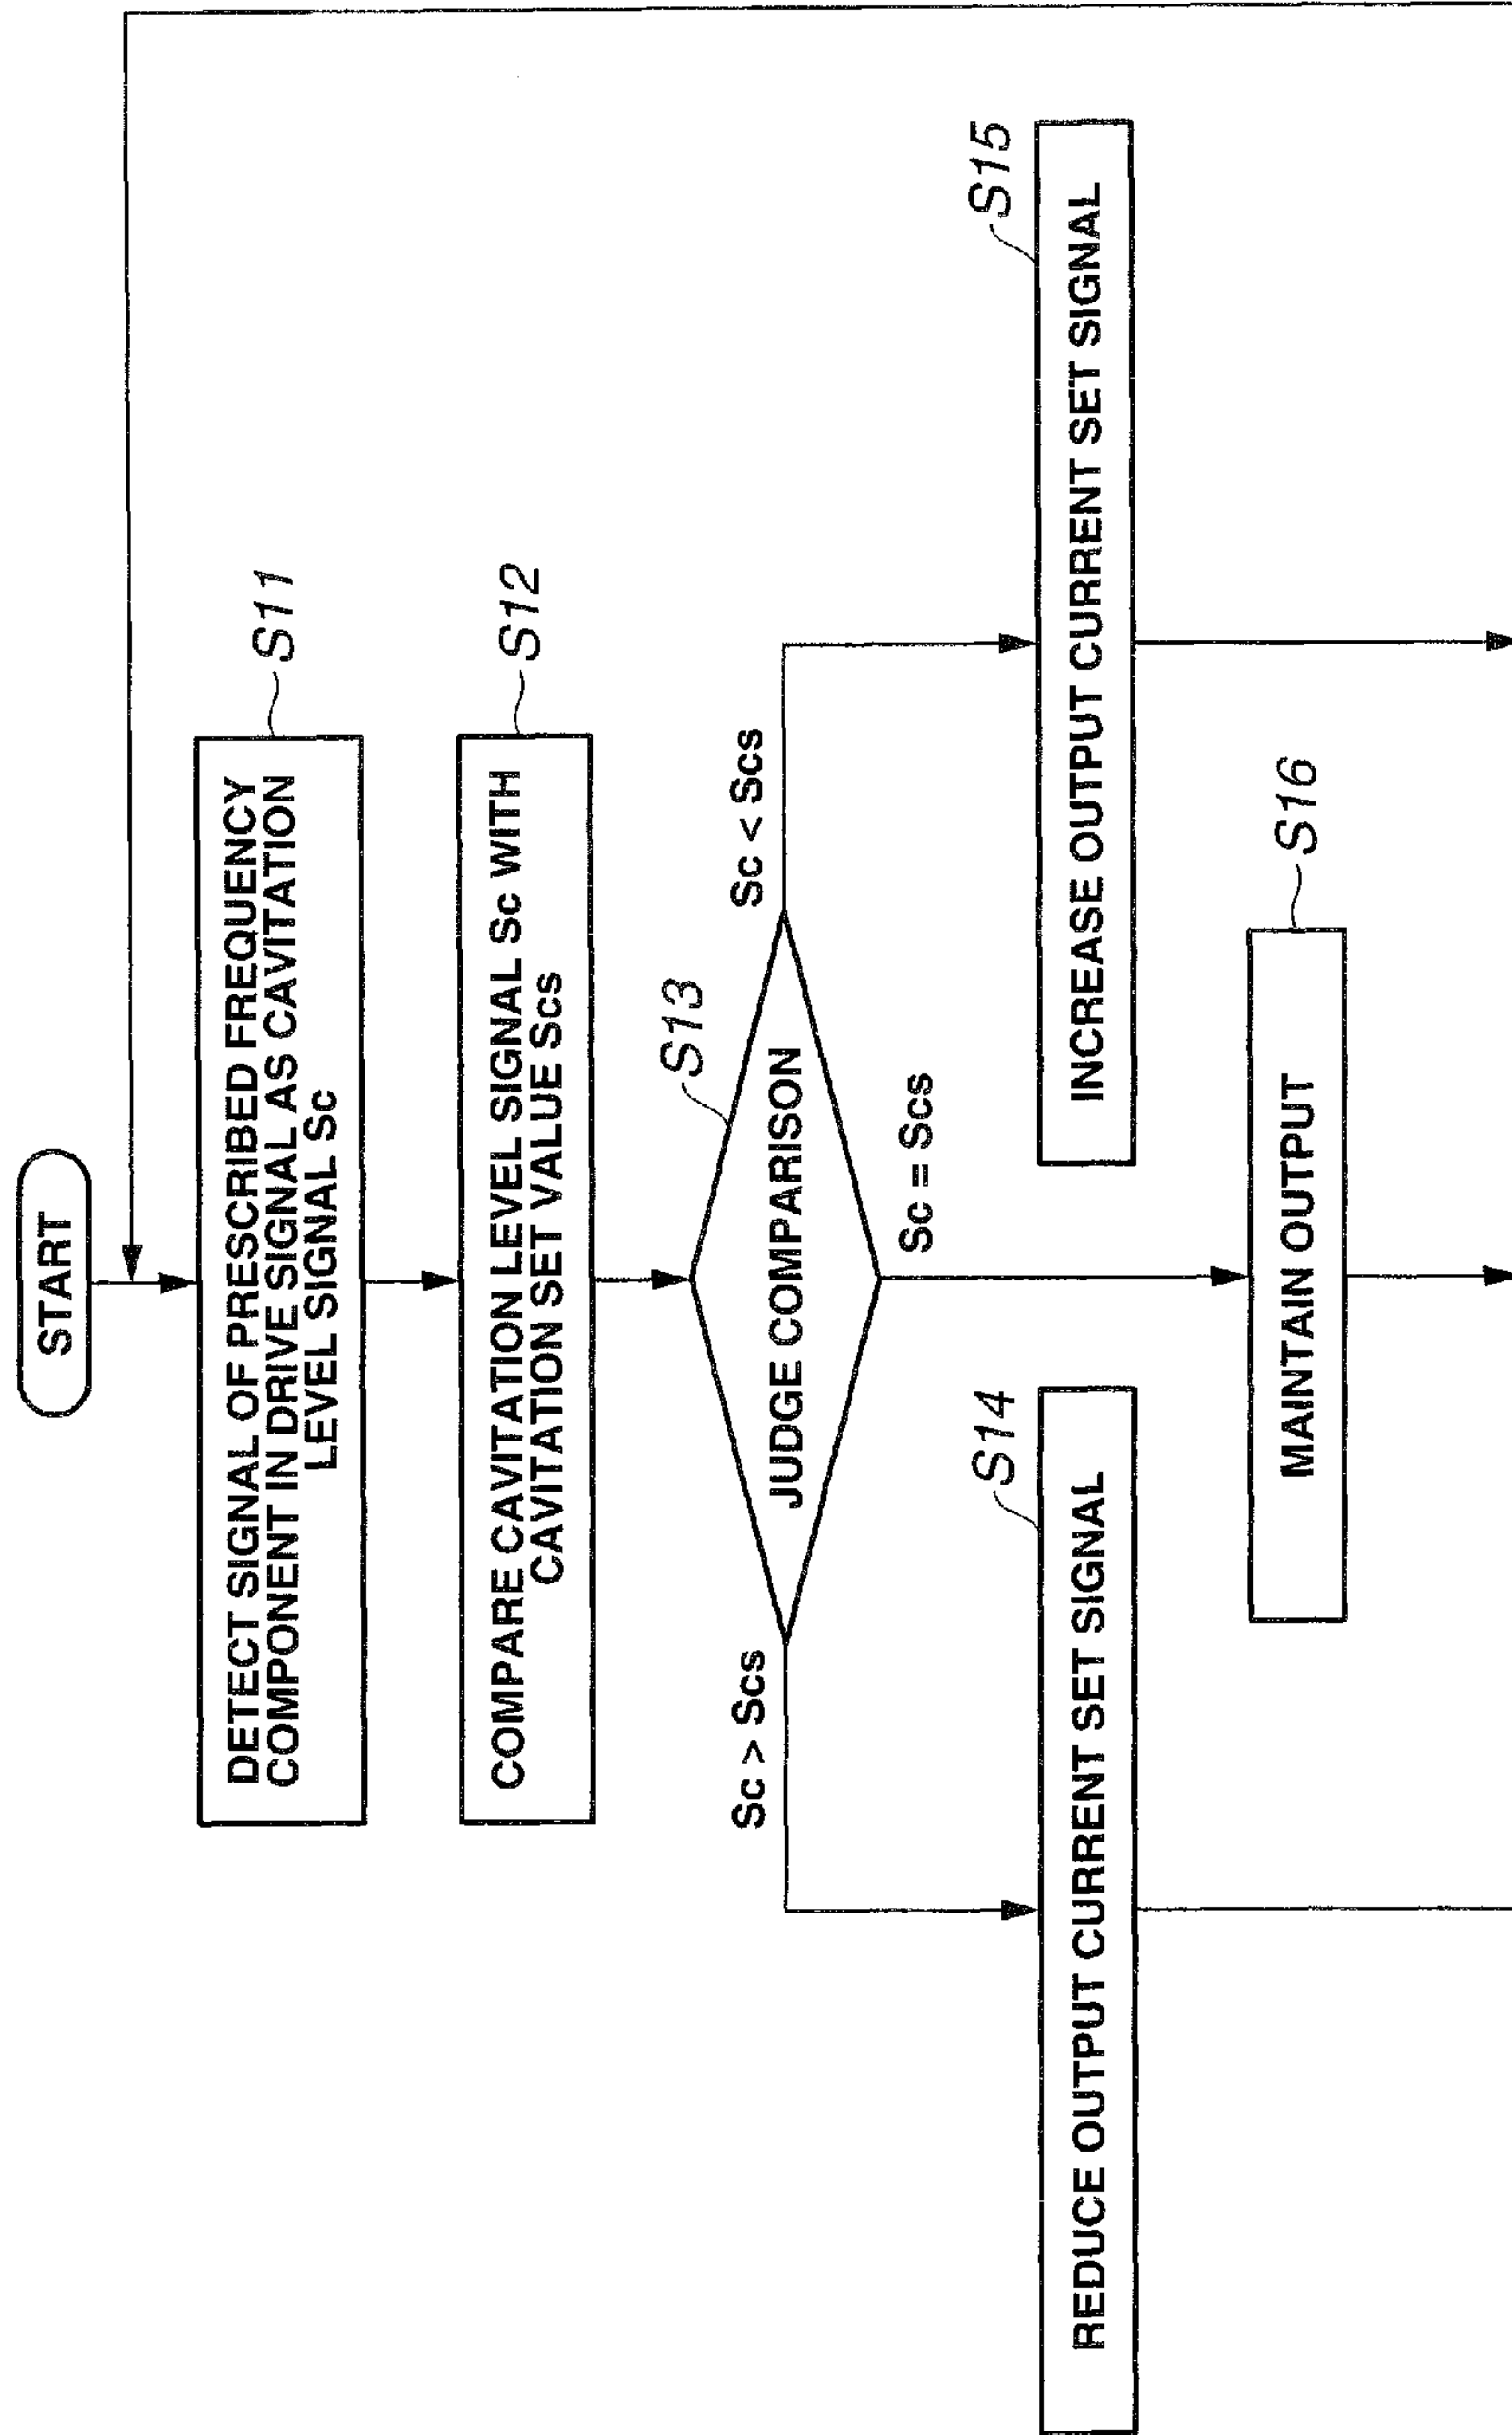 START
DETECT SIGNAL OF PRESCRIBED FREQUENCY
COMPONENT IN DRIVE SIGNAL AS CAVITATION
LEVEL SIGNAL Sc
S11
COMPARE CAVITATION LEVEL SIGNAL Sc WITH
CAVITATION SET VALUE Scs
S12
JUDGE COMPARISON
S13
Sc > Scs
Sc < Scs
Sc = Scs
REDUCE OUTPUT CURRENT SET SIGNAL
S14
INCREASE OUTPUT CURRENT SET SIGNAL
S15
MAINTAIN OUTPUT
S16